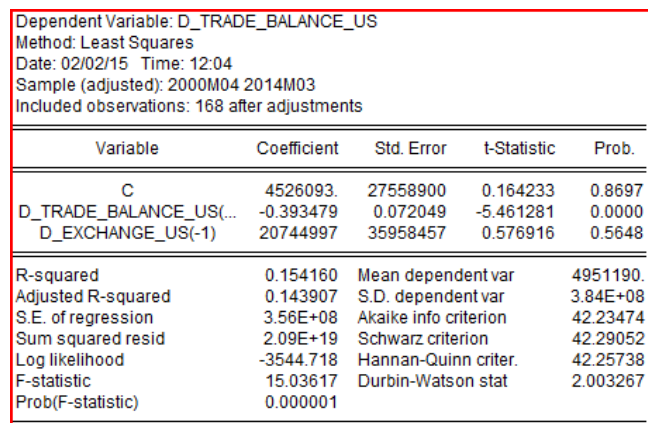 Dependent Variable: D_TRADE_BALANCE_US
Method: Least Squares
Date: 02/02/15 Time: 12:04
Sample (adjusted): 2000M04 2014M03
Included observations: 168 after adjustments
Variable Coefficient Std. Error t-Statistic Prob.
C 4526093. 27558900 0.164233 0.8697
D_TRADE_BALANCE_US(... -0.393479 0.072049 -5.461281 0.0000
D_EXCHANGE_US(-1) 20744997 35958457 0.576916 0.5648
R-squared 0.154160 Mean dependent var 4951190.
Adjusted R-squared 0.143907 S.D. dependent var 3.84E+08
S.E. of regression 3.56E+08 Akaike info criterion 42.23474
Sum squared resid 2.09E+19 Schwarz criterion 42.29052
Log likelihood -3544.718 Hannan-Quinn criter. 42.25738
F-statistic 15.03617 Durbin-Watson stat 2.003267
Prob(F-statistic) 0.000001